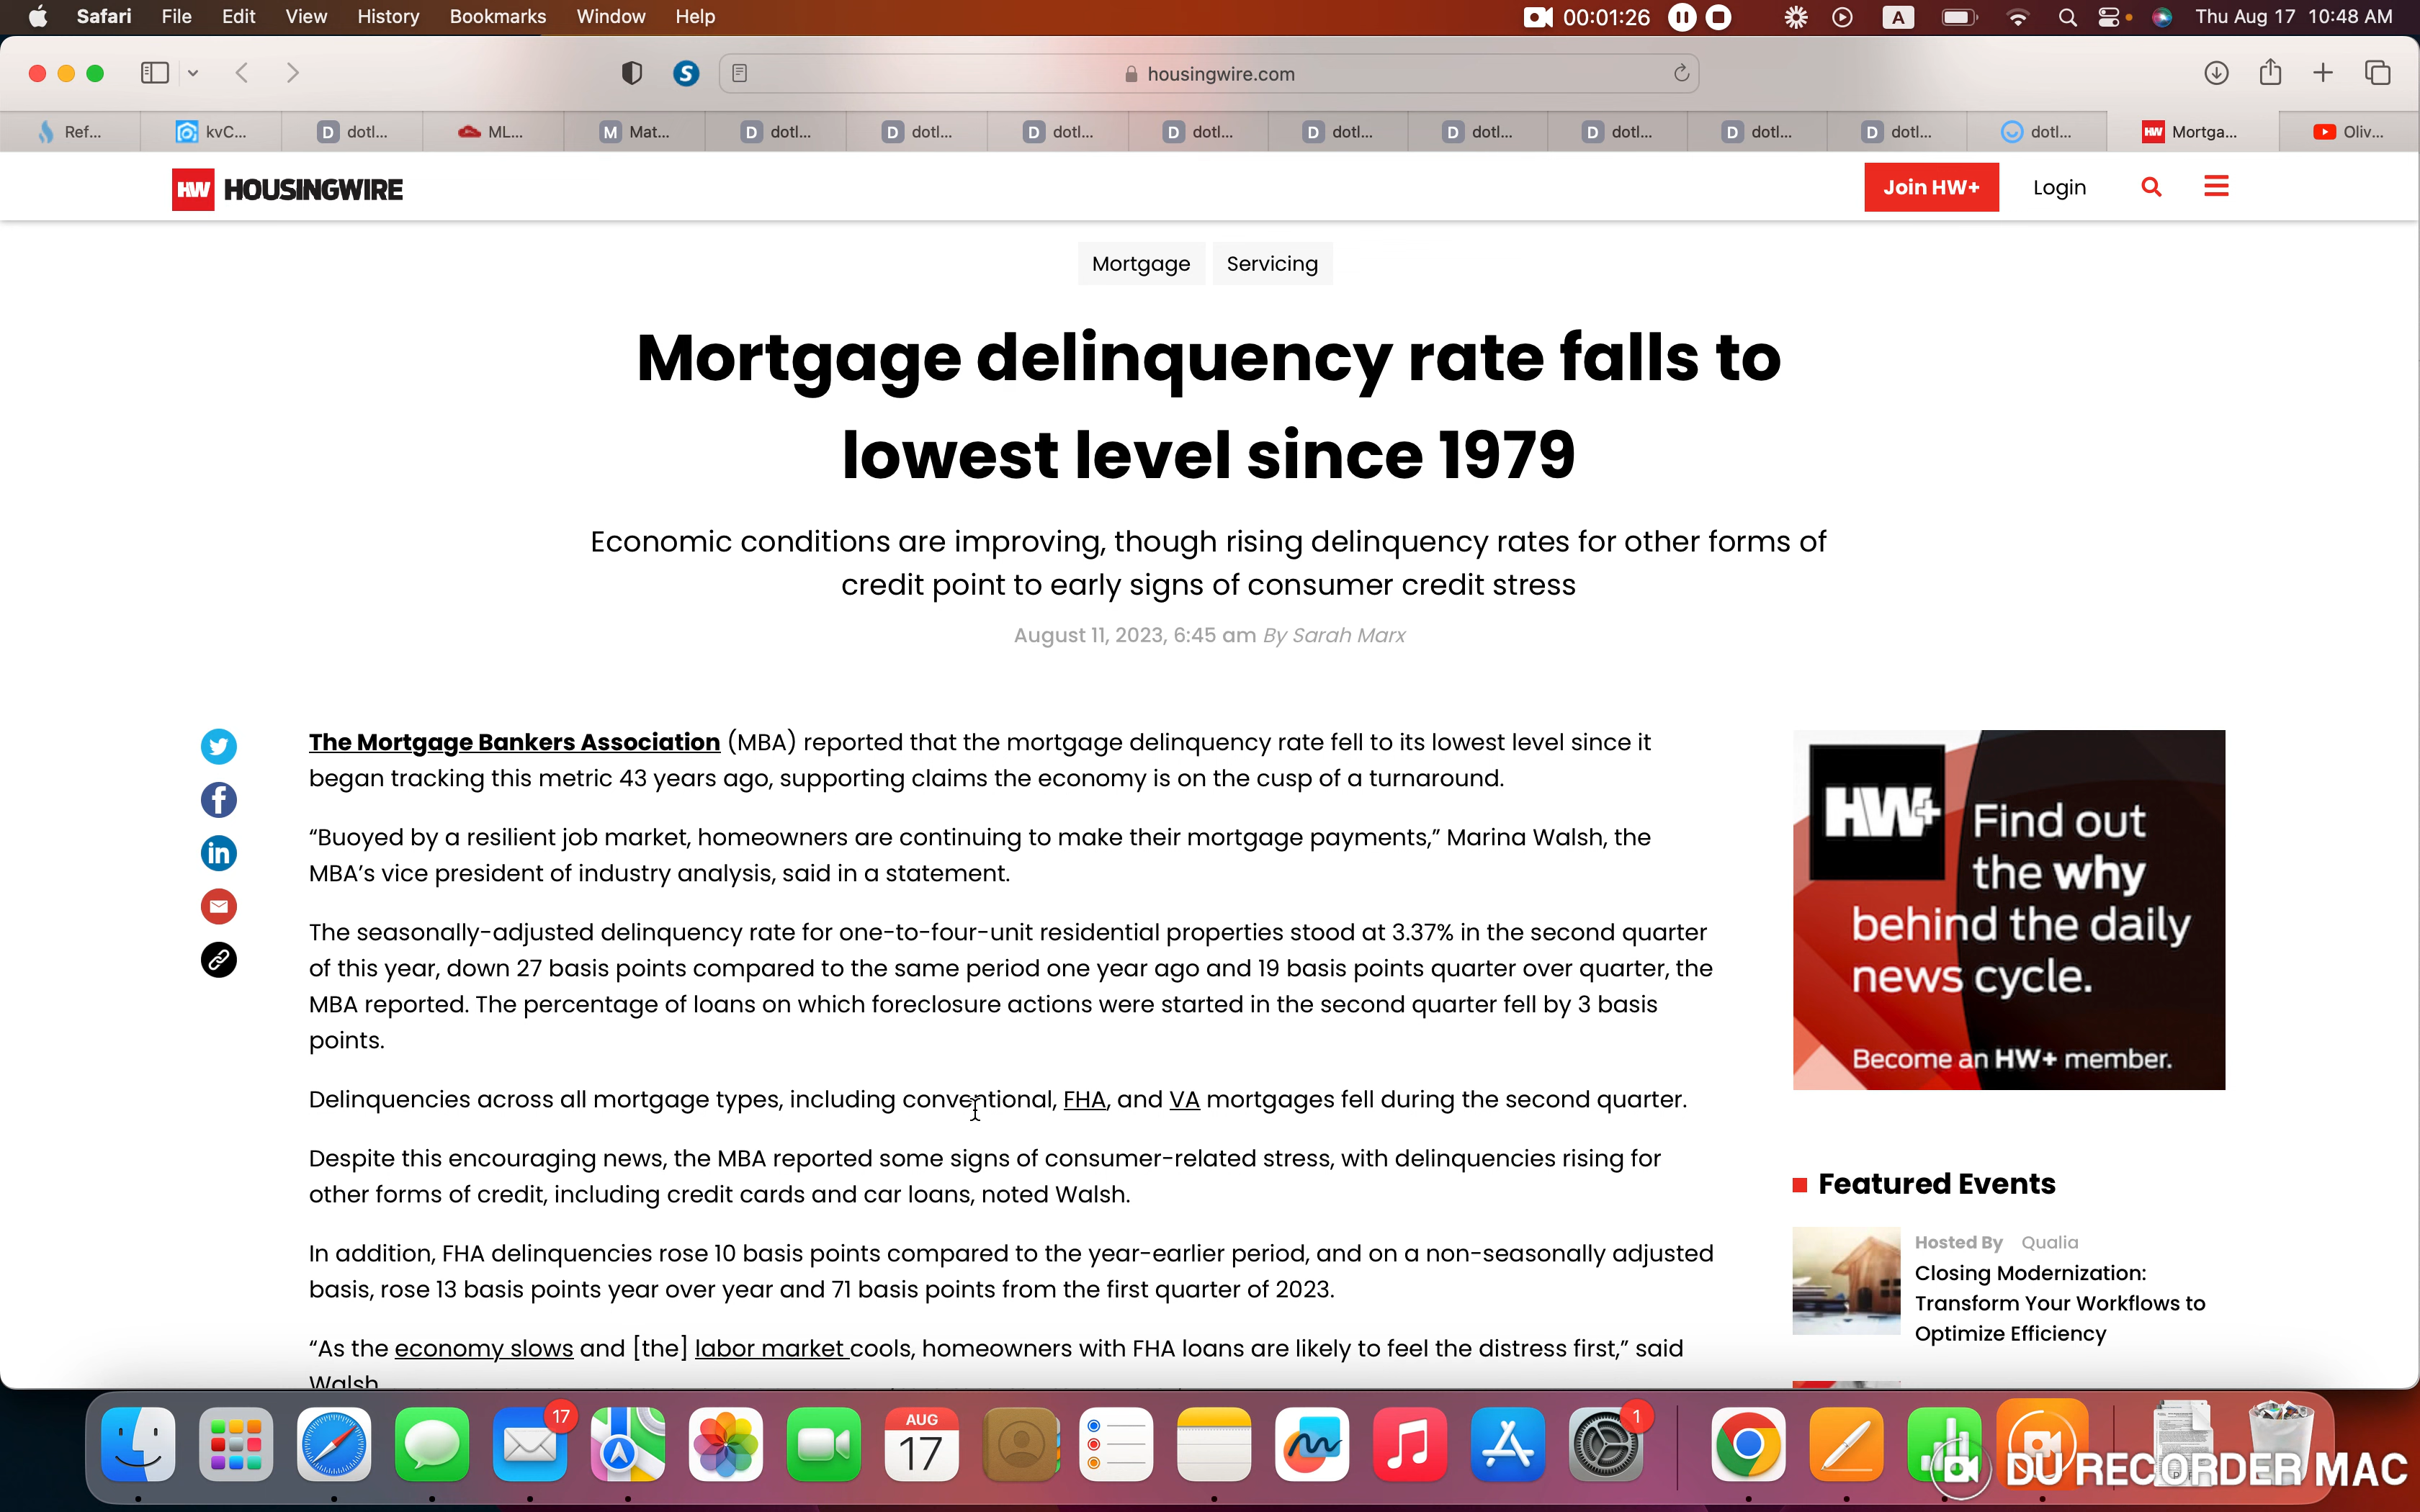 Safari File Edit View History Bookmarks Window Help 00:01:26 A Thu Aug 17 10:48 AM
S housingwire.com
Ref... kvC... D dotl... ML... M Mat... D dotl... D dotl... D dotl... D dotl... D dotl... D dotl... D dotl... D dotl... D dotl... dotl... HW Mortga... Oliv...
HW HOUSINGWIRE Join HW+ Login
Mortgage Servicing
Mortgage delinquency rate falls to
lowest level since 1979
Economic conditions are improving, though rising delinquency rates for other forms of
credit point to early signs of consumer credit stress
August 11, 2023, 6:45 am By Sarah Marx
The Mortgage Bankers Association (MBA) reported that the mortgage delinquency rate fell to its lowest level since it
began tracking this metric 43 years ago, supporting claims the economy is on the cusp of a turnaround.
“Buoyed by a resilient job market, homeowners are continuing to make their mortgage payments,” Marina Walsh, the
MBA’s vice president of industry analysis, said in a statement.
The seasonally-adjusted delinquency rate for one-to-four-unit residential properties stood at 3.37% in the second quarter
of this year, down 27 basis points compared to the same period one year ago and 19 basis points quarter over quarter, the
MBA reported. The percentage of loans on which foreclosure actions were started in the second quarter fell by 3 basis
points.
Delinquencies across all mortgage types, including conventional, FHA, and VA mortgages fell during the second quarter.
Despite this encouraging news, the MBA reported some signs of consumer-related stress, with delinquencies rising for
other forms of credit, including credit cards and car loans, noted Walsh.
In addition, FHA delinquencies rose 10 basis points compared to the year-earlier period, and on a non-seasonally adjusted
basis, rose 13 basis points year over year and 71 basis points from the first quarter of 2023.
“As the economy slows and [the] labor market cools, homeowners with FHA loans are likely to feel the distress first,” said
Walsh
HW+ Find out
the why
behind the daily
news cycle.
Become an HW+ member.
Featured Events
Hosted By Qualia
Closing Modernization:
Transform Your Workflows to
Optimize Efficiency
17
AUG
17
1
DU RECORDER MAC